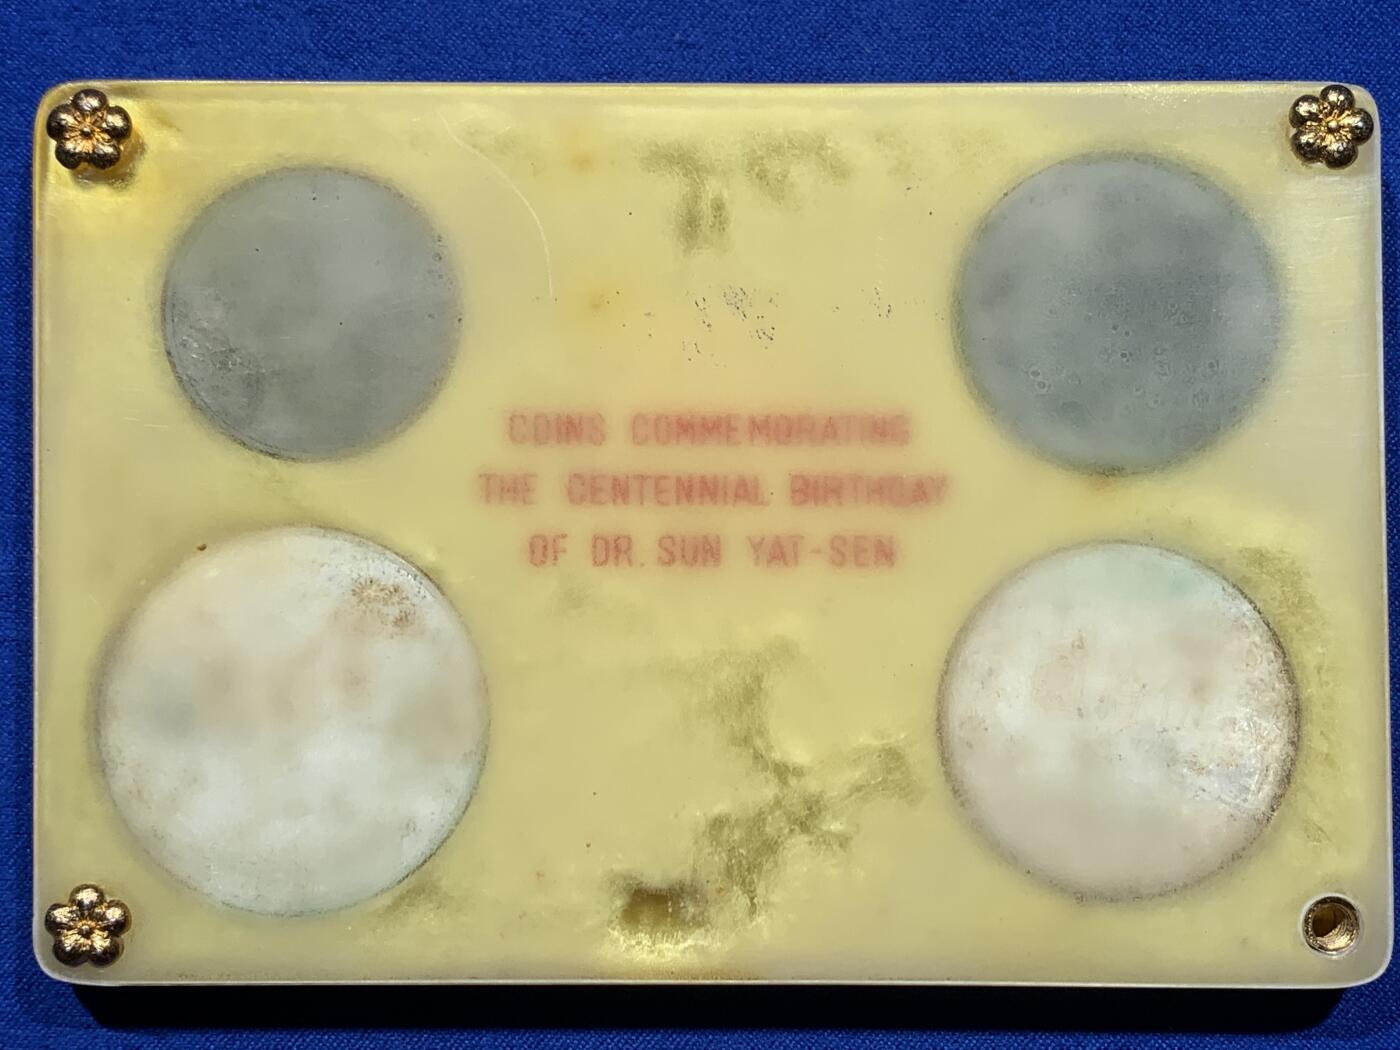 COINS COMMEMORATING
THE CENTENNIAL BIRTHDAY
OF DR. SUN YAT-SEN